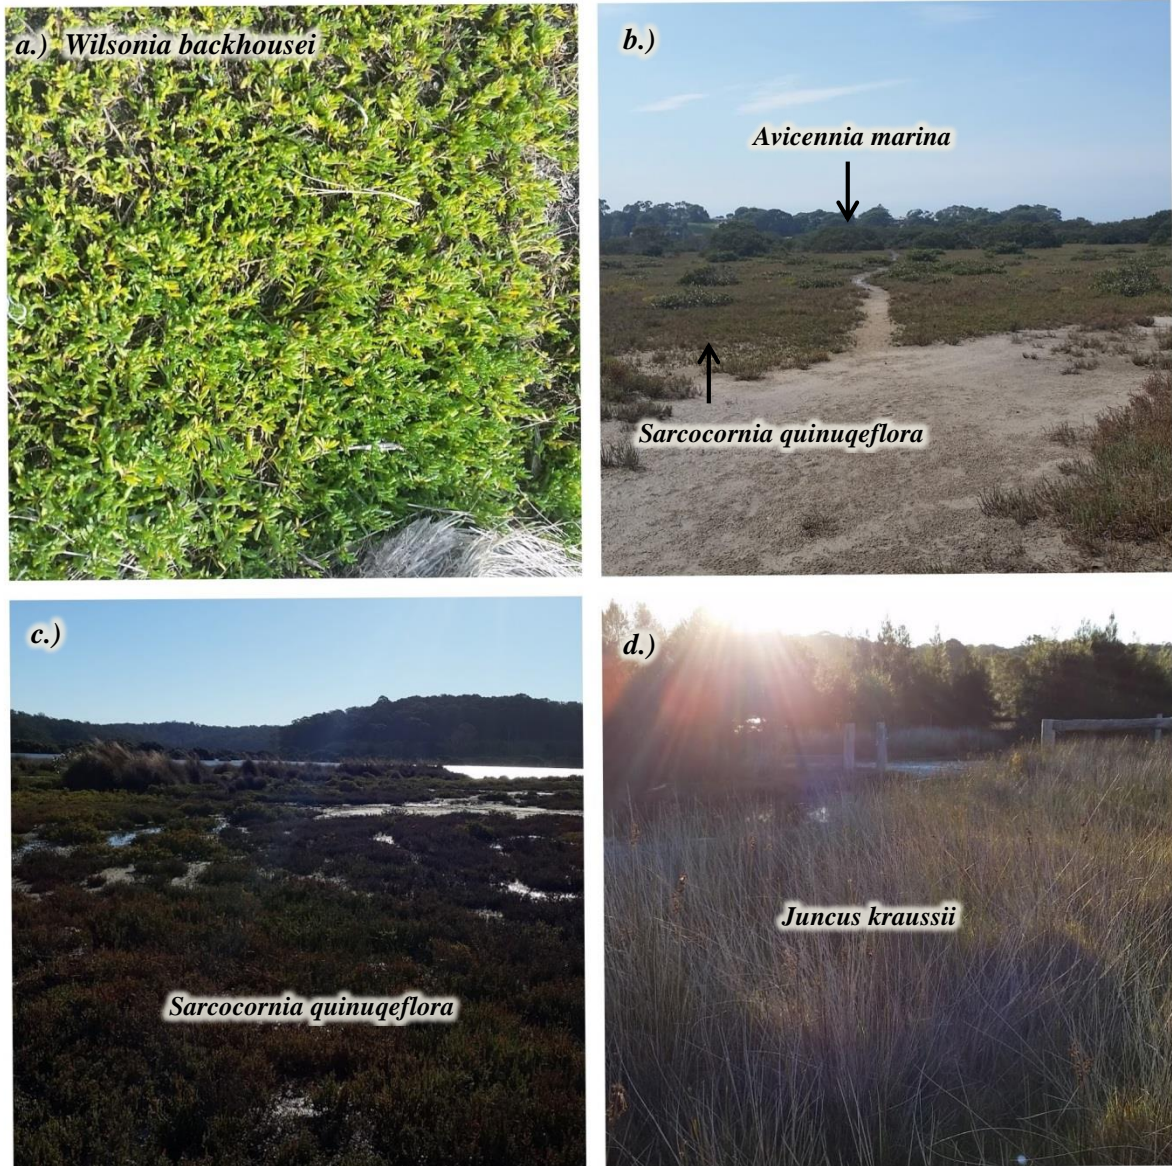 a.) Wilsonia backhousei
b.)
Avicennia marina
Sarcocornia quinuqeflora
c.)
Sarcocornia quinuqeflora
d.)
Juncus kraussii